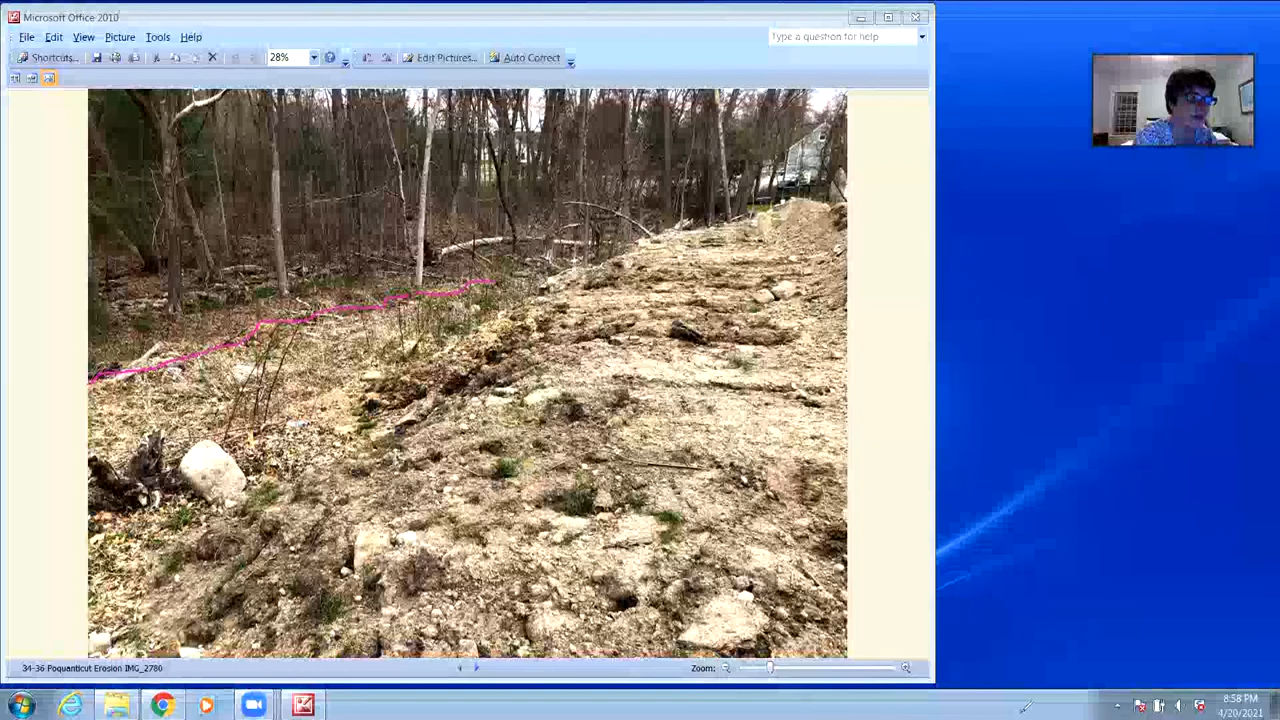 Microsoft Office 2010
File Edit View Picture Tools Help
Type a question for help
Shortcuts... 28% Edit Pictures... Auto Correct
34-36 Poquanticut Erosion IMG_2780
Zoom:
8:58 PM
4/20/2021